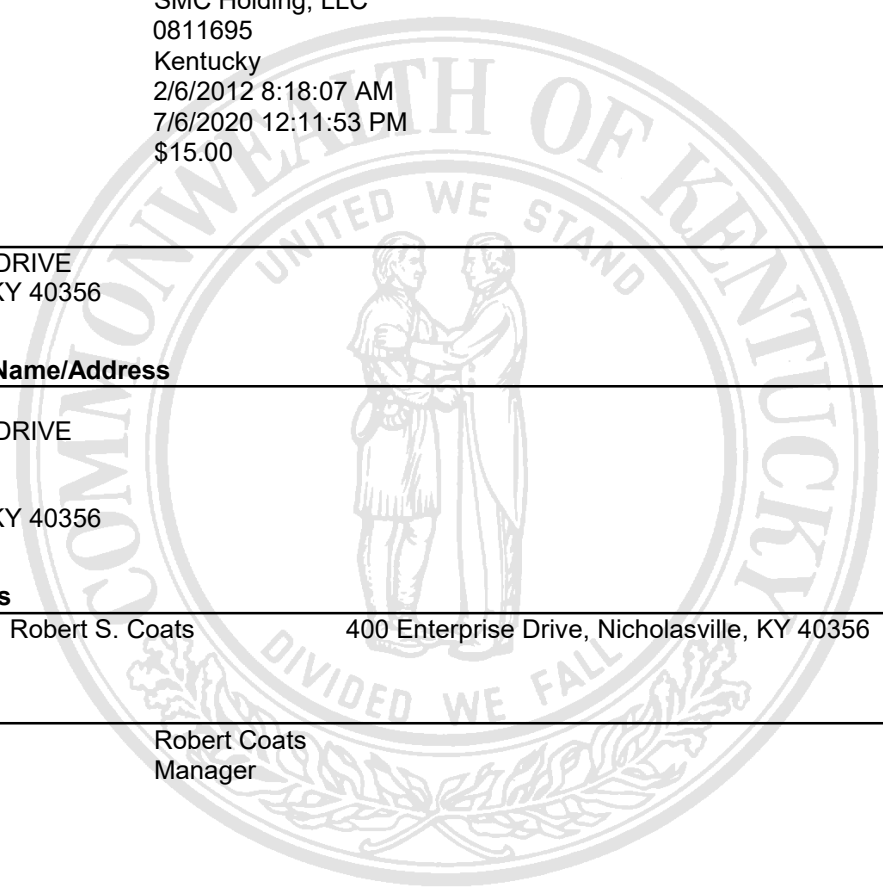 SMC Holding, LLC
0811695
Kentucky
2/6/2012 8:18:07 AM
7/6/2020 12:11:53 PM
$15.00
DRIVE
KY 40356
Name/Address
DRIVE
KY 40356
s
Robert S. Coats 400 Enterprise Drive, Nicholasville, KY 40356
Robert Coats
Manager
COMMONWEALTH OF KENTUCKY
UNITED WE STAND
DIVIDED WE FALL